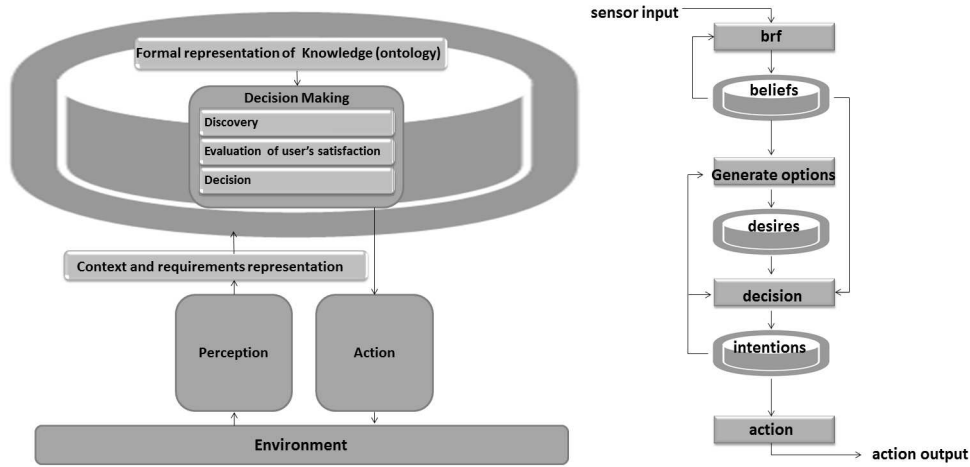 Formal representation of Knowledge (ontology)
Decision Making
Discovery
Evaluation of user's satisfaction
Decision
Context and requirements representation
Perception
Action
Environment
sensor input
brf
beliefs
Generate options
desires
decision
intentions
action
action output